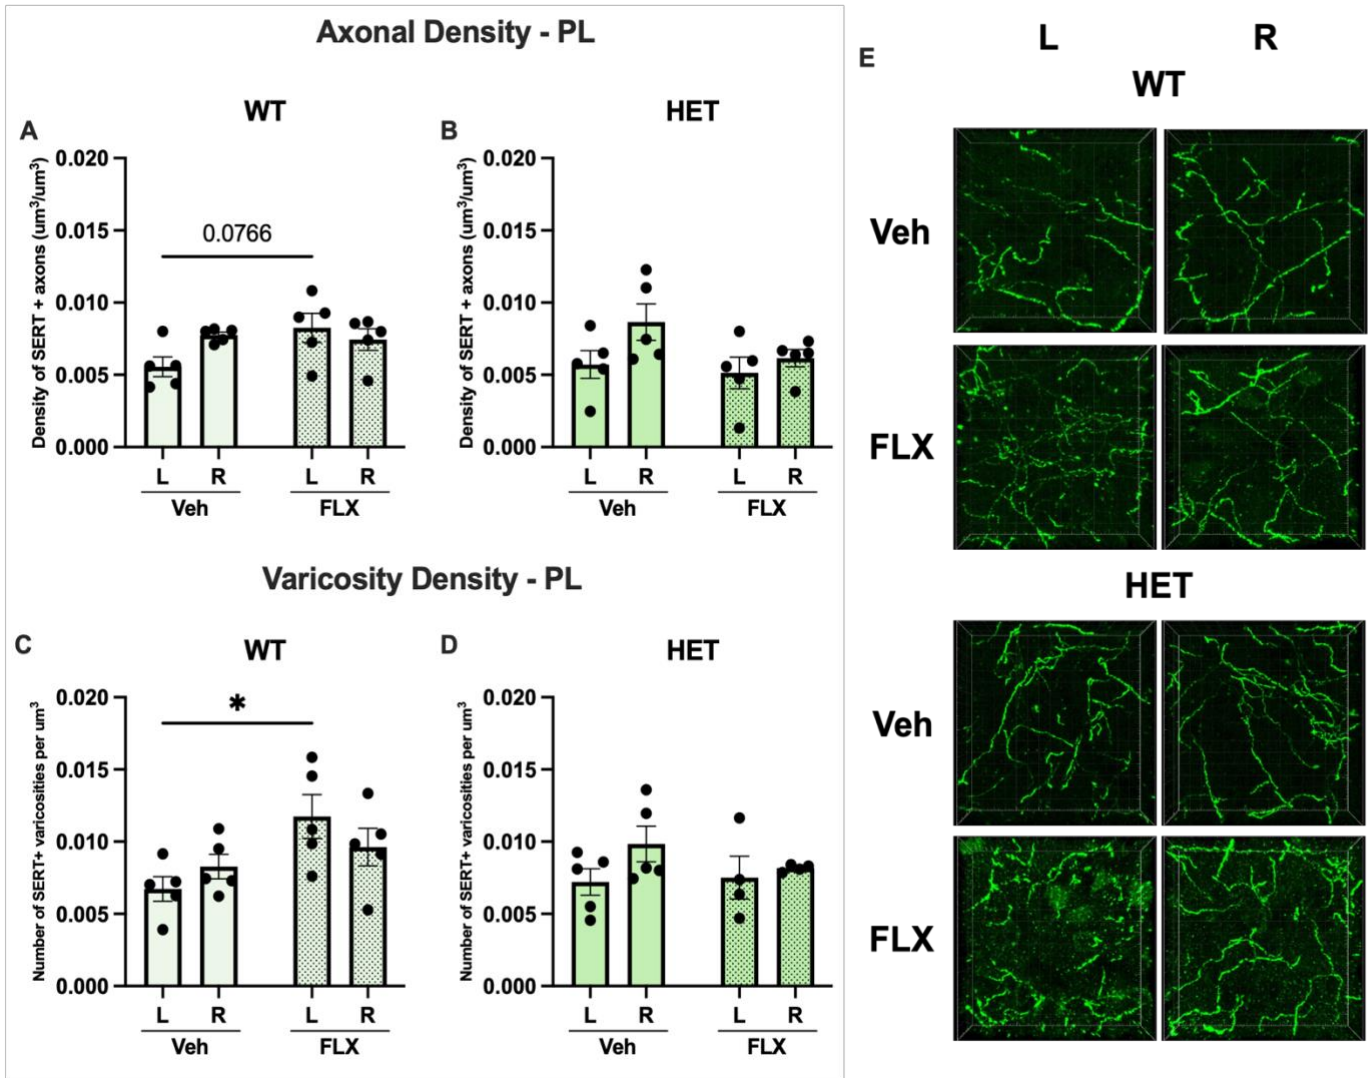 Axonal Density - PL
A
WT
Density of SERT + axons (um³/um³)
0.020
0.015
0.010
0.005
0.000
0.0766
L R L R
Veh FLX
B
HET
Density of SERT + axons (um³/um³)
0.020
0.015
0.010
0.005
0.000
L R L R
Veh FLX
Varicosity Density - PL
C
WT
Number of SERT+ varicosities per um³
0.020
0.015
0.010
0.005
0.000
*
L R L R
Veh FLX
D
HET
Number of SERT+ varicosities per um³
0.020
0.015
0.010
0.005
0.000
L R L R
Veh FLX
E
L R
WT
Veh
FLX
HET
Veh
FLX